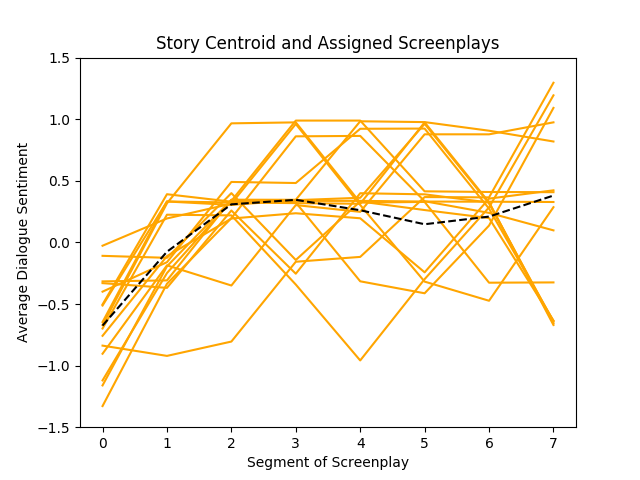 Story Centroid and Assigned Screenplays
Average Dialogue Sentiment
1.5
1.0
0.5
0.0
−0.5
−1.0
−1.5
0 1 2 3 4 5 6 7
Segment of Screenplay